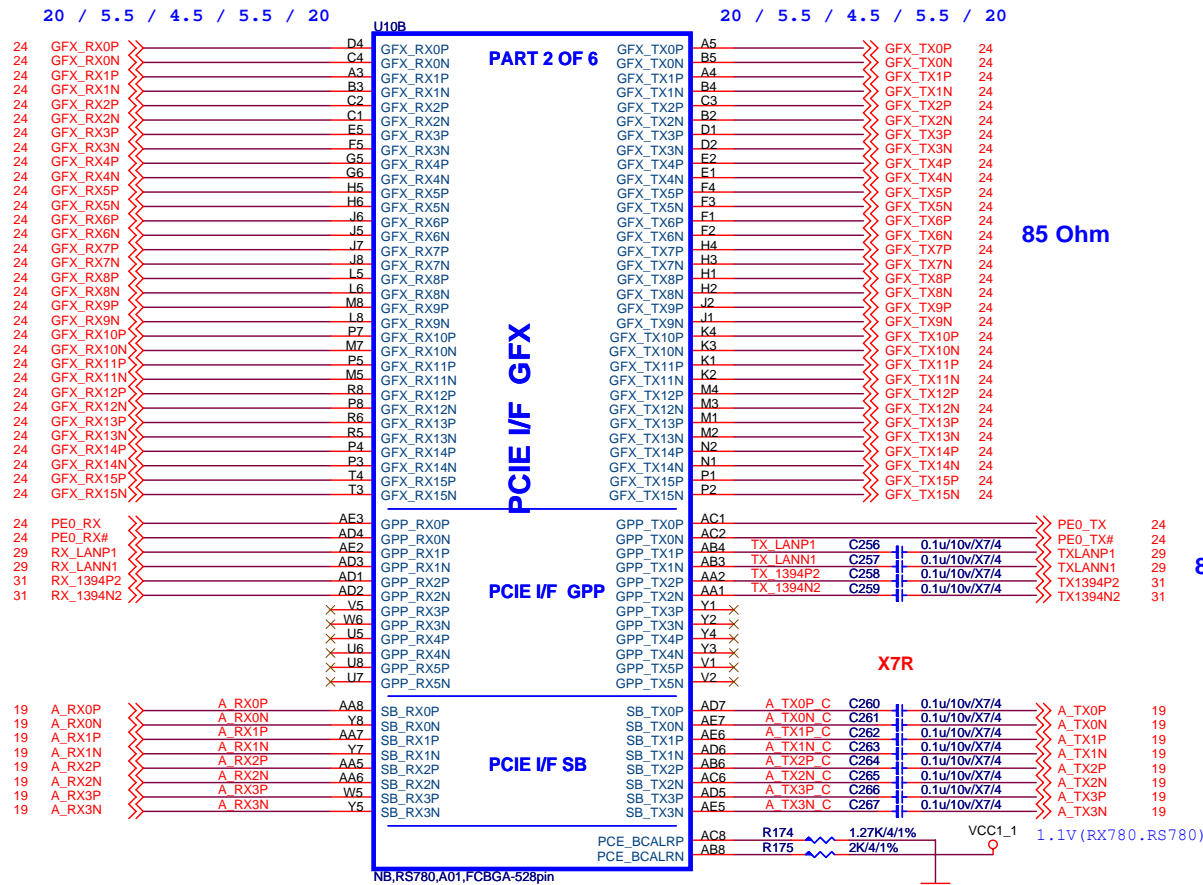 20 / 5.5 / 4.5 / 5.5 / 20 20 / 5.5 / 4.5 / 5.5 / 20
U10B
PART 2 OF 6
24 GFX_RX0P D4 GFX_RX0P GFX_TX0P A5 GFX_TX0P 24
24 GFX_RX0N C4 GFX_RX0N GFX_TX0N B5 GFX_TX0N 24
24 GFX_RX1P A3 GFX_RX1P GFX_TX1P A4 GFX_TX1P 24
24 GFX_RX1N B3 GFX_RX1N GFX_TX1N B4 GFX_TX1N 24
24 GFX_RX2P C2 GFX_RX2P GFX_TX2P C3 GFX_TX2P 24
24 GFX_RX2N C1 GFX_RX2N GFX_TX2N B2 GFX_TX2N 24
24 GFX_RX3P E5 GFX_RX3P GFX_TX3P D1 GFX_TX3P 24
24 GFX_RX3N F5 GFX_RX3N GFX_TX3N D2 GFX_TX3N 24
24 GFX_RX4P G5 GFX_RX4P GFX_TX4P E2 GFX_TX4P 24
24 GFX_RX4N G6 GFX_RX4N GFX_TX4N E1 GFX_TX4N 24
24 GFX_RX5P H5 GFX_RX5P GFX_TX5P F4 GFX_TX5P 24
24 GFX_RX5N H6 GFX_RX5N GFX_TX5N F3 GFX_TX5N 24
24 GFX_RX6P J6 GFX_RX6P GFX_TX6P F1 GFX_TX6P 24
24 GFX_RX6N J5 GFX_RX6N GFX_TX6N F2 GFX_TX6N 24
85 Ohm
24 GFX_RX7P J7 GFX_RX7P GFX_TX7P H4 GFX_TX7P 24
24 GFX_RX7N J8 GFX_RX7N GFX_TX7N H3 GFX_TX7N 24
24 GFX_RX8P L5 GFX_RX8P GFX_TX8P H1 GFX_TX8P 24
24 GFX_RX8N L6 GFX_RX8N GFX_TX8N H2 GFX_TX8N 24
24 GFX_RX9P M8 GFX_RX9P GFX_TX9P J2 GFX_TX9P 24
24 GFX_RX9N L8 GFX_RX9N GFX_TX9N J1 GFX_TX9N 24
24 GFX_RX10P P7 GFX_RX10P GFX_TX10P K4 GFX_TX10P 24
24 GFX_RX10N M7 GFX_RX10N GFX_TX10N K3 GFX_TX10N 24
24 GFX_RX11P P5 GFX_RX11P GFX_TX11P K1 GFX_TX11P 24
24 GFX_RX11N M5 GFX_RX11N GFX_TX11N K2 GFX_TX11N 24
24 GFX_RX12P R8 GFX_RX12P GFX_TX12P M4 GFX_TX12P 24
24 GFX_RX12N P8 GFX_RX12N GFX_TX12N M3 GFX_TX12N 24
24 GFX_RX13P R6 GFX_RX13P GFX_TX13P M1 GFX_TX13P 24
24 GFX_RX13N R5 GFX_RX13N GFX_TX13N M2 GFX_TX13N 24
24 GFX_RX14P P4 GFX_RX14P GFX_TX14P N2 GFX_TX14P 24
24 GFX_RX14N P3 GFX_RX14N GFX_TX14N N1 GFX_TX14N 24
24 GFX_RX15P T4 GFX_RX15P GFX_TX15P P1 GFX_TX15P 24
24 GFX_RX15N T3 GFX_RX15N GFX_TX15N P2 GFX_TX15N 24
PCIE I/F GFX
24 PE0_RX AE3 GPP_RX0P GPP_TX0P AC1 PE0_TX 24
24 PE0_RX# AD4 GPP_RX0N GPP_TX0N AC2 PE0_TX# 24
29 RX_LANP1 AE2 GPP_RX1P GPP_TX1P AB4 TX_LANP1 C256 0.1u/10v/X7/4 TXLANP1 29
29 RX_LANN1 AD3 GPP_RX1N GPP_TX1N AB3 TX_LANN1 C257 0.1u/10v/X7/4 TXLANN1 29
8
31 RX_1394P2 AD1 GPP_RX2P GPP_TX2P AA2 TX_1394P2 C258 0.1u/10v/X7/4 TX1394P2 31
31 RX_1394N2 AD2 GPP_RX2N GPP_TX2N AA1 TX_1394N2 C259 0.1u/10v/X7/4 TX1394N2 31
PCIE I/F GPP
V5 GPP_RX3P GPP_TX3P Y1
W6 GPP_RX3N GPP_TX3N Y2
U5 GPP_RX4P GPP_TX4P Y4
U6 GPP_RX4N GPP_TX4N Y3
U8 GPP_RX5P GPP_TX5P V1
U7 GPP_RX5N GPP_TX5N V2
X7R
19 A_RX0P A_RX0P AA8 SB_RX0P SB_TX0P AD7 A_TX0P_C C260 0.1u/10v/X7/4 A_TX0P 19
19 A_RX0N A_RX0N Y8 SB_RX0N SB_TX0N AE7 A_TX0N_C C261 0.1u/10v/X7/4 A_TX0N 19
19 A_RX1P A_RX1P AA7 SB_RX1P SB_TX1P AE6 A_TX1P_C C262 0.1u/10v/X7/4 A_TX1P 19
19 A_RX1N A_RX1N Y7 SB_RX1N SB_TX1N AD6 A_TX1N_C C263 0.1u/10v/X7/4 A_TX1N 19
19 A_RX2P A_RX2P AA5 SB_RX2P SB_TX2P AB6 A_TX2P_C C264 0.1u/10v/X7/4 A_TX2P 19
19 A_RX2N A_RX2N AA6 SB_RX2N SB_TX2N AC6 A_TX2N_C C265 0.1u/10v/X7/4 A_TX2N 19
19 A_RX3P A_RX3P W5 SB_RX3P SB_TX3P AD5 A_TX3P_C C266 0.1u/10v/X7/4 A_TX3P 19
19 A_RX3N A_RX3N Y5 SB_RX3N SB_TX3N AE5 A_TX3N_C C267 0.1u/10v/X7/4 A_TX3N 19
PCIE I/F SB
PCE_BCALRP AC8 R174 1.27K/4/1% VCC1_1 1.1V(RX780.RS780)
PCE_BCALRN AB8 R175 2K/4/1%
NB,RS780,A01,FCBGA-528pin